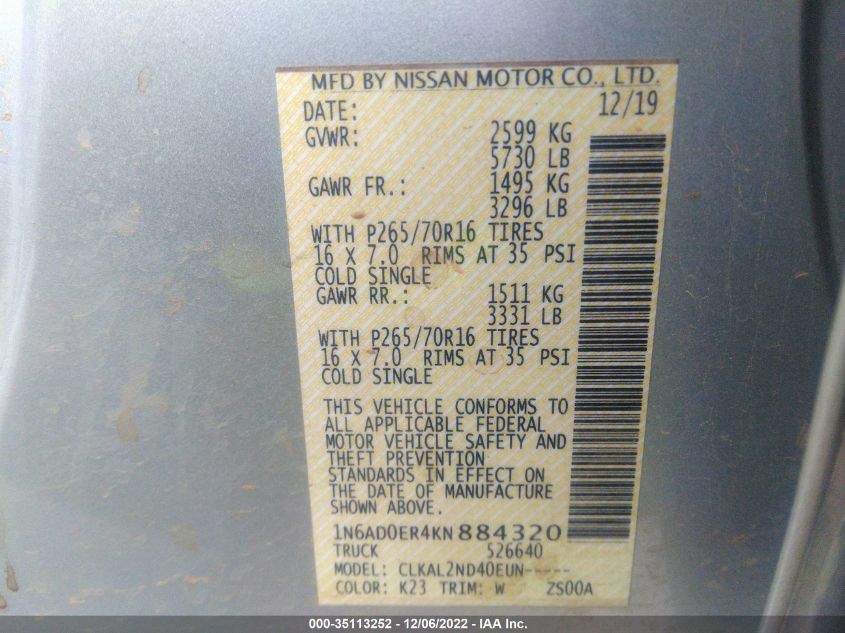 MFD BY NISSAN MOTOR CO., LTD.
DATE: 12/19
GVWR: 2599 KG
5730 LB
GAWR FR.: 1495 KG
3296 LB
WITH P265/70R16 TIRES
16 X 7.0 RIMS AT 35 PSI
COLD SINGLE
GAWR RR.: 1511 KG
3331 LB
WITH P265/70R16 TIRES
16 X 7.0 RIMS AT 35 PSI
COLD SINGLE
THIS VEHICLE CONFORMS TO
ALL APPLICABLE FEDERAL
MOTOR VEHICLE SAFETY AND
THEFT PREVENTION
STANDARDS IN EFFECT ON
THE DATE OF MANUFACTURE
SHOWN ABOVE.
1N6AD0ER4KN884320
TRUCK 526640
MODEL: CLKAL2ND40EUN-----
COLOR: K23 TRIM: W ZS00A
000-35113252 - 12/06/2022 - IAA Inc.